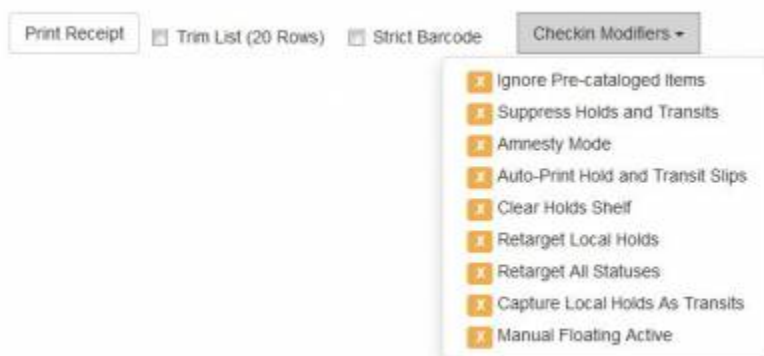 Print Receipt Trim List (20 Rows) Strict Barcode Checkin Modifiers
X Ignore Pre-cataloged Items
X Suppress Holds and Transits
X Amnesty Mode
X Auto-Print Hold and Transit Slips
X Clear Holds Shelf
X Retarget Local Holds
X Retarget All Statuses
X Capture Local Holds As Transits
X Manual Floating Active